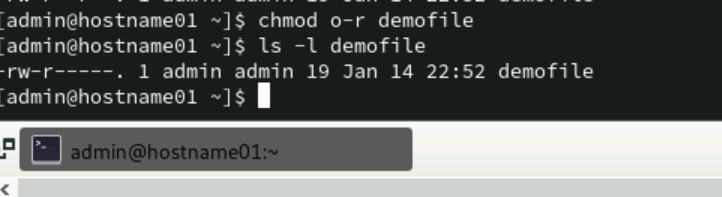 [admin@hostname01 ~]$ chmod o-r demofile
[admin@hostname01 ~]$ ls -l demofile
-rw-r-----. 1 admin admin 19 Jan 14 22:52 demofile
[admin@hostname01 ~]$
admin@hostname01:~